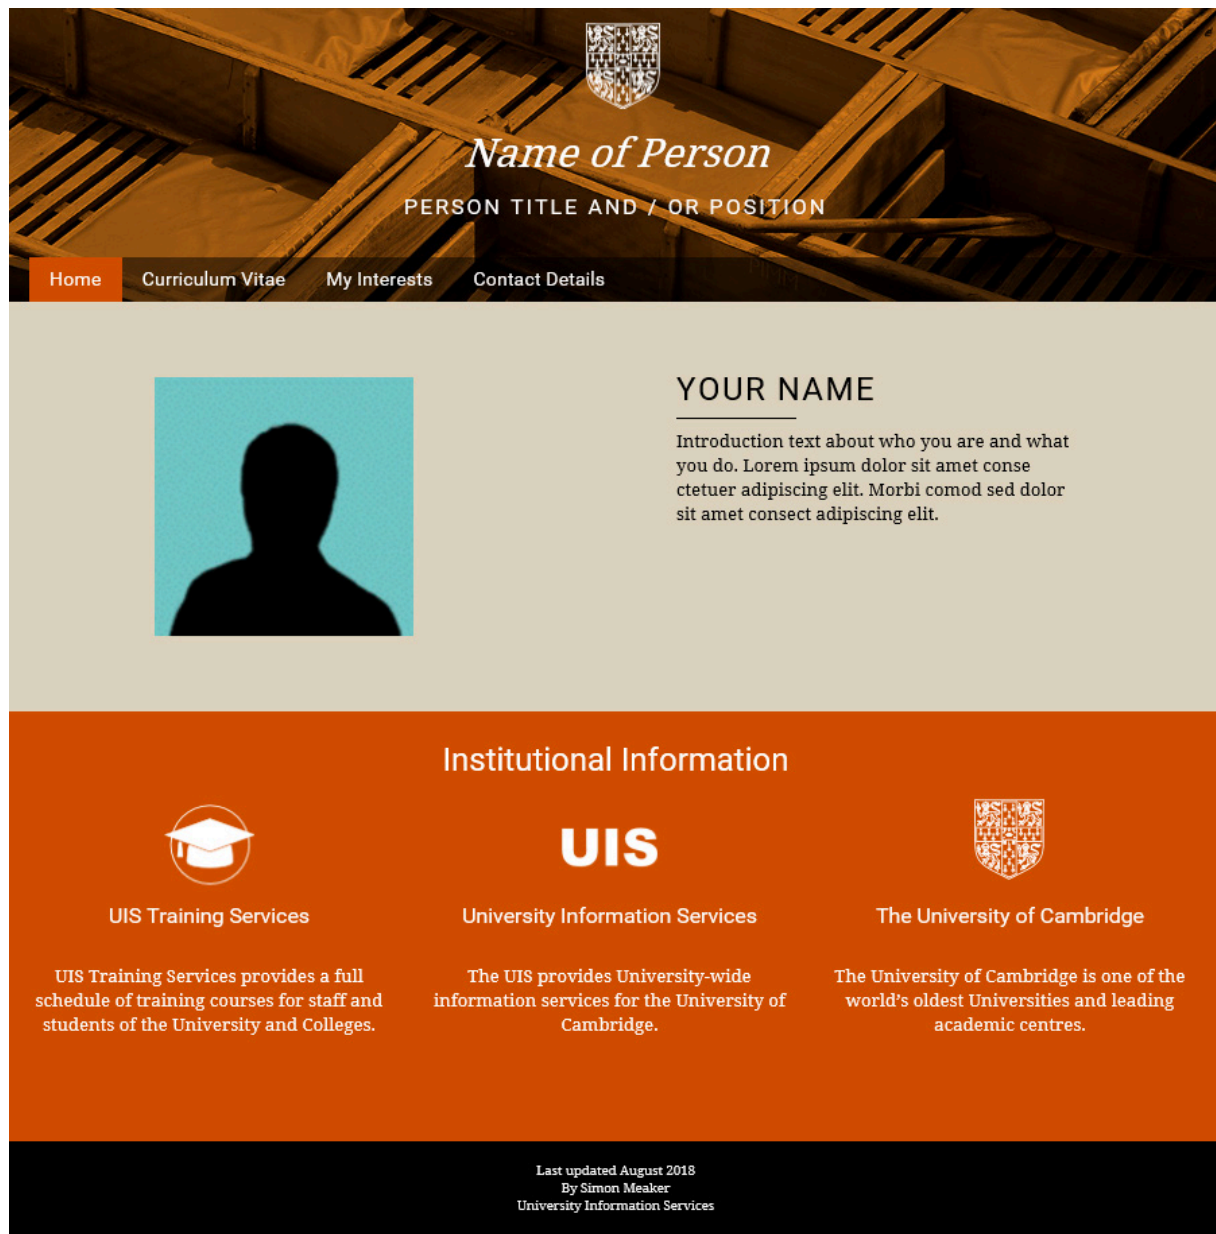 Name of Person
PERSON TITLE AND / OR POSITION
Home Curriculum Vitae My Interests Contact Details
YOUR NAME
Introduction text about who you are and what
you do. Lorem ipsum dolor sit amet conse
ctetuer adipiscing elit. Morbi comod sed dolor
sit amet consect adipiscing elit.
Institutional Information
UIS
UIS Training Services
University Information Services
The University of Cambridge
UIS Training Services provides a full
schedule of training courses for staff and
students of the University and Colleges.
The UIS provides University-wide
information services for the University of
Cambridge.
The University of Cambridge is one of the
world’s oldest Universities and leading
academic centres.
Last updated August 2018
By Simon Meaker
University Information Services